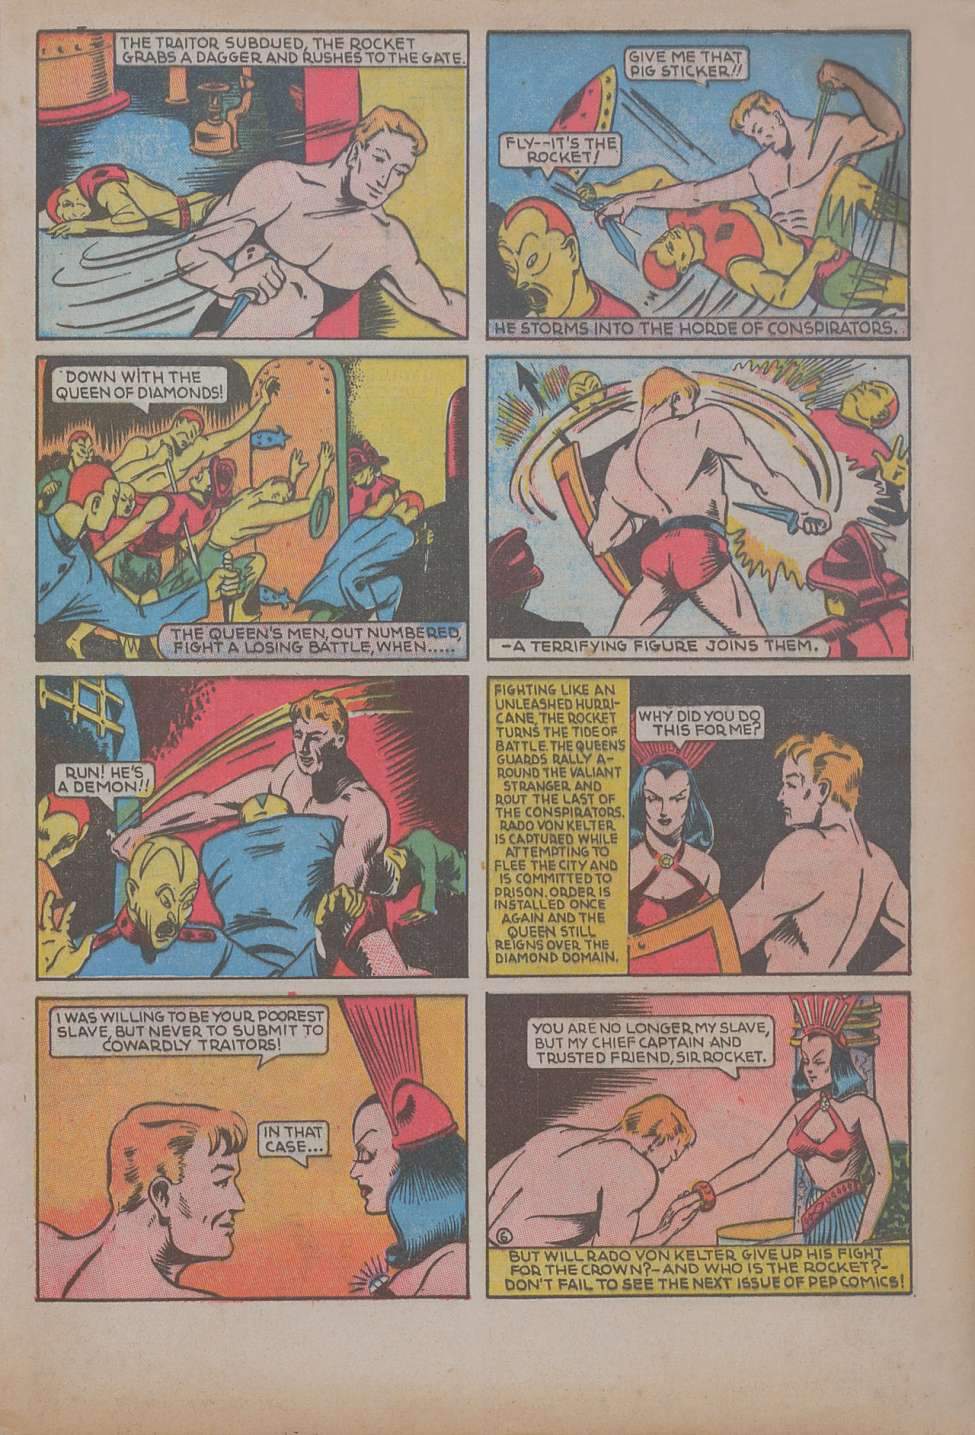 THE TRAITOR SUBDUED, THE ROCKET
GRABS A DAGGER AND RUSHES TO THE GATE.
GIVE ME THAT
PIG STICKER!!
FLY--IT'S THE
ROCKET!
HE STORMS INTO THE HORDE OF CONSPIRATORS.
DOWN WITH THE
QUEEN OF DIAMONDS!
THE QUEEN'S MEN, OUT NUMBERED,
FIGHT A LOSING BATTLE, WHEN.....
-A TERRIFYING FIGURE JOINS THEM.
RUN! HE'S
A DEMON!!
FIGHTING LIKE AN
UNLEASHED HURRI-
CANE, THE ROCKET
TURNS THE TIDE OF
BATTLE. THE QUEEN'S
GUARDS RALLY A-
ROUND THE VALIANT
STRANGER AND
ROUT THE LAST OF
THE CONSPIRATORS.
RADO VON KELTER
IS CAPTURED WHILE
ATTEMPTING TO
FLEE THE CITY AND
IS COMMITTED TO
PRISON. ORDER IS
INSTALLED ONCE
AGAIN AND THE
QUEEN STILL
REIGNS OVER THE
DIAMOND DOMAIN.
WHY DID YOU DO
THIS FOR ME?
I WAS WILLING TO BE YOUR POOREST
SLAVE, BUT NEVER TO SUBMIT TO
COWARDLY TRAITORS!
IN THAT
CASE...
YOU ARE NO LONGER MY SLAVE,
BUT MY CHIEF CAPTAIN AND
TRUSTED FRIEND, SIR ROCKET.
6
BUT WILL RADO VON KELTER GIVE UP HIS FIGHT
FOR THE CROWN?-AND WHO IS THE ROCKET?-
DON'T FAIL TO SEE THE NEXT ISSUE OF PEP COMICS!